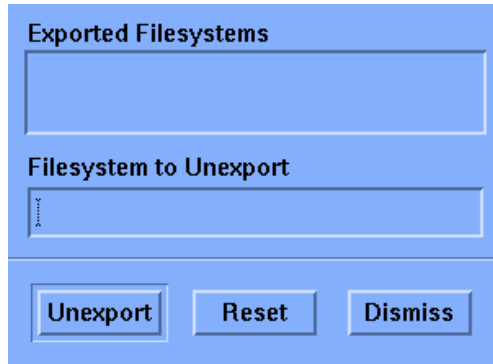 Exported Filesystems
Filesystem to Unexport
Unexport Reset Dismiss